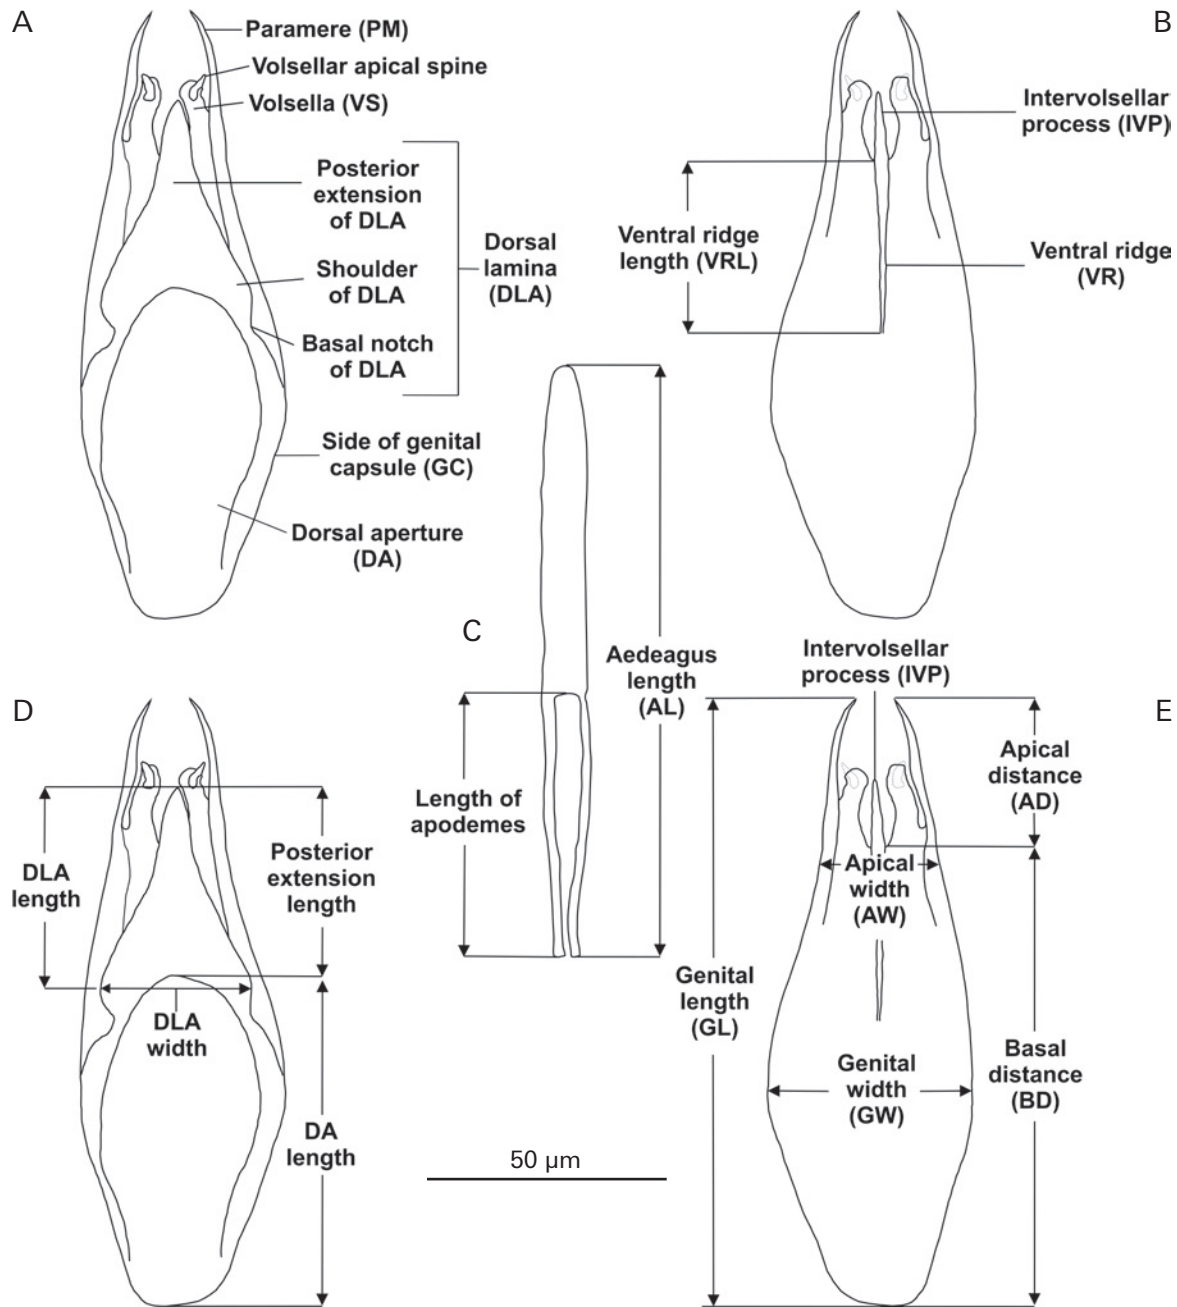 A
Paramere (PM)
Volsellar apical spine
Volsella (VS)
Posterior
extension
of DLA
Shoulder
of DLA
Basal notch
of DLA
Dorsal
lamina
(DLA)
Side of genital
capsule (GC)
Dorsal aperture
(DA)
B
Intervolsellar
process (IVP)
Ventral ridge
length (VRL)
Ventral ridge
(VR)
C
Aedeagus
length
(AL)
Length of
apodemes
D
DLA
length
Posterior
extension
length
DLA
width
DA
length
50 µm
E
Intervolsellar
process (IVP)
Apical
distance
(AD)
Apical
width
(AW)
Genital
length
(GL)
Genital
width
(GW)
Basal
distance
(BD)